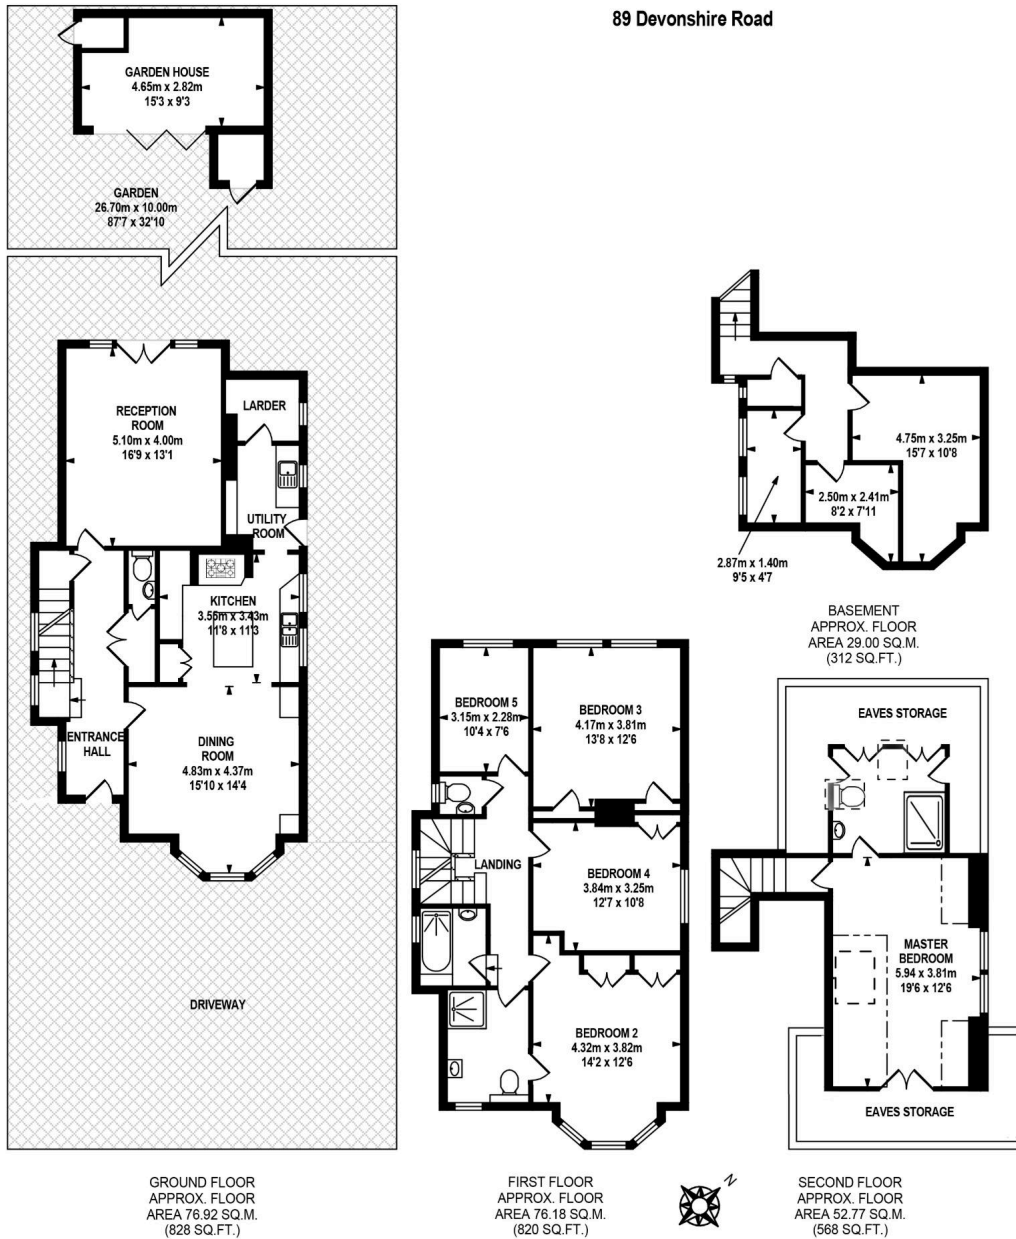 89 Devonshire Road
GARDEN HOUSE
4.65m x 2.82m
15'3 x 9'3
GARDEN
26.70m x 10.00m
87'7 x 32'10
RECEPTION
ROOM
5.10m x 4.00m
16'9 x 13'1
LARDER
UTILITY
ROOM
KITCHEN
3.55m x 3.43m
11'8 x 11'3
ENTRANCE
HALL
DINING
ROOM
4.83m x 4.37m
15'10 x 14'4
DRIVEWAY
GROUND FLOOR
APPROX. FLOOR
AREA 76.92 SQ.M.
(828 SQ.FT.)
4.75m x 3.25m
15'7 x 10'8
2.50m x 2.41m
8'2 x 7'11
2.87m x 1.40m
9'5 x 4'7
BASEMENT
APPROX. FLOOR
AREA 29.00 SQ.M.
(312 SQ.FT.)
BEDROOM 5
3.15m x 2.28m
10'4 x 7'6
BEDROOM 3
4.17m x 3.81m
13'8 x 12'6
LANDING
BEDROOM 4
3.84m x 3.25m
12'7 x 10'8
BEDROOM 2
4.32m x 3.82m
14'2 x 12'6
FIRST FLOOR
APPROX. FLOOR
AREA 76.18 SQ.M.
(820 SQ.FT.)
N
EAVES STORAGE
MASTER
BEDROOM
5.94 x 3.81m
19'6 x 12'6
EAVES STORAGE
SECOND FLOOR
APPROX. FLOOR
AREA 52.77 SQ.M.
(568 SQ.FT.)